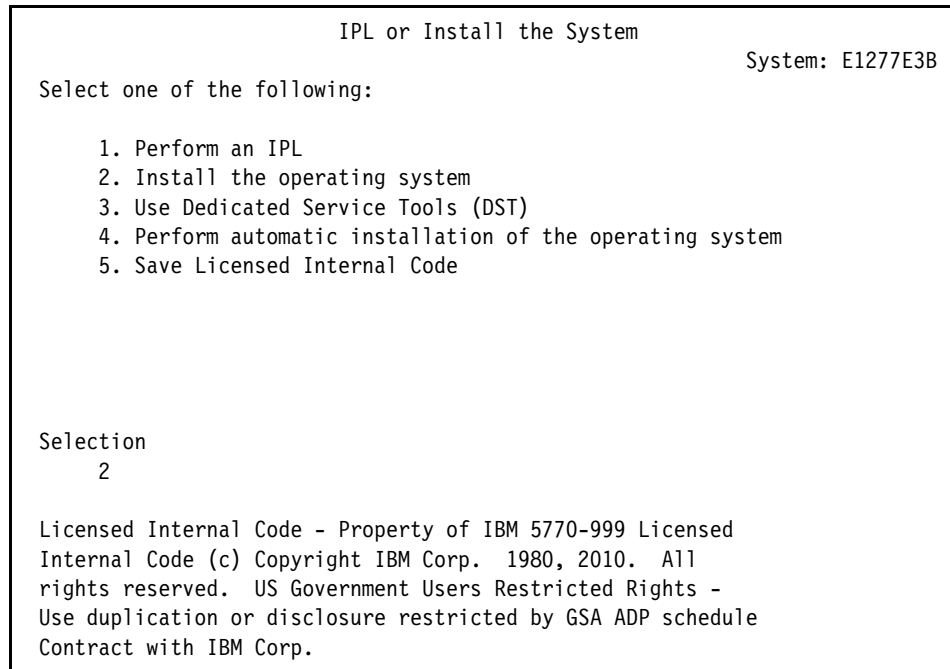 IPL or Install the System
System: E1277E3B
Select one of the following:
1. Perform an IPL
2. Install the operating system
3. Use Dedicated Service Tools (DST)
4. Perform automatic installation of the operating system
5. Save Licensed Internal Code
Selection
2
Licensed Internal Code - Property of IBM 5770-999 Licensed
Internal Code (c) Copyright IBM Corp.  1980, 2010.  All
rights reserved.  US Government Users Restricted Rights -
Use duplication or disclosure restricted by GSA ADP schedule
Contract with IBM Corp.